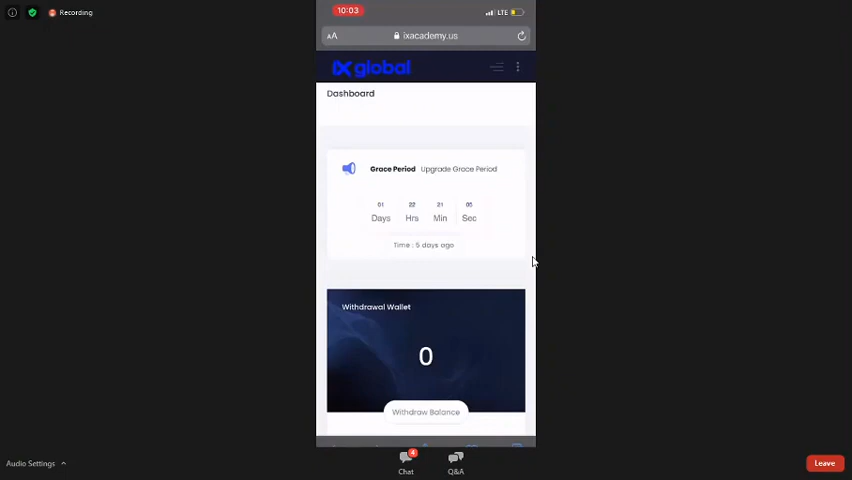 Recording
10:03
LTE
AA
ixacademy.us
ix global
Dashboard
Grace Period Upgrade Grace Period
01 22 21 05
Days Hrs Min Sec
Time : 5 days ago
Withdrawal Wallet
0
Withdraw Balance
Audio Settings
4
Chat
Q&A
Leave